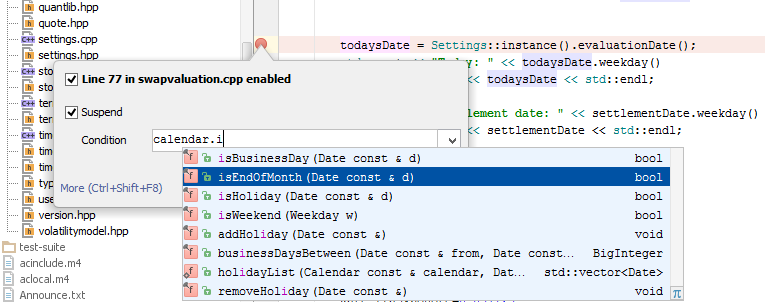 quantlib.hpp
quote.hpp
settings.cpp
settings.hpp
sto
sto
ter
ter
tim
tim
tim
typ
use
version.hpp
volatilitymodel.hpp
test-suite
acinclude.m4
aclocal.m4
Announce.txt
todaysDate = Settings::instance().evaluationDate();
y: " << todaysDate.weekday()
<< todaysDate << std::endl;
lement date: " << settlementDate.weekday()
<< settlementDate << std::endl;
Line 77 in swapvaluation.cpp enabled
Suspend
Condition calendar.i
More (Ctrl+Shift+F8)
isBusinessDay(Date const & d) bool
isEndOfMonth(Date const & d) bool
isHoliday(Date const & d) bool
isWeekend(Weekday w) bool
addHoliday(Date const &) void
businessDaysBetween(Date const & from, Date const… BigInteger
holidayList(Calendar const & calendar, Dat… std::vector<Date>
removeHoliday(Date const &) void
π